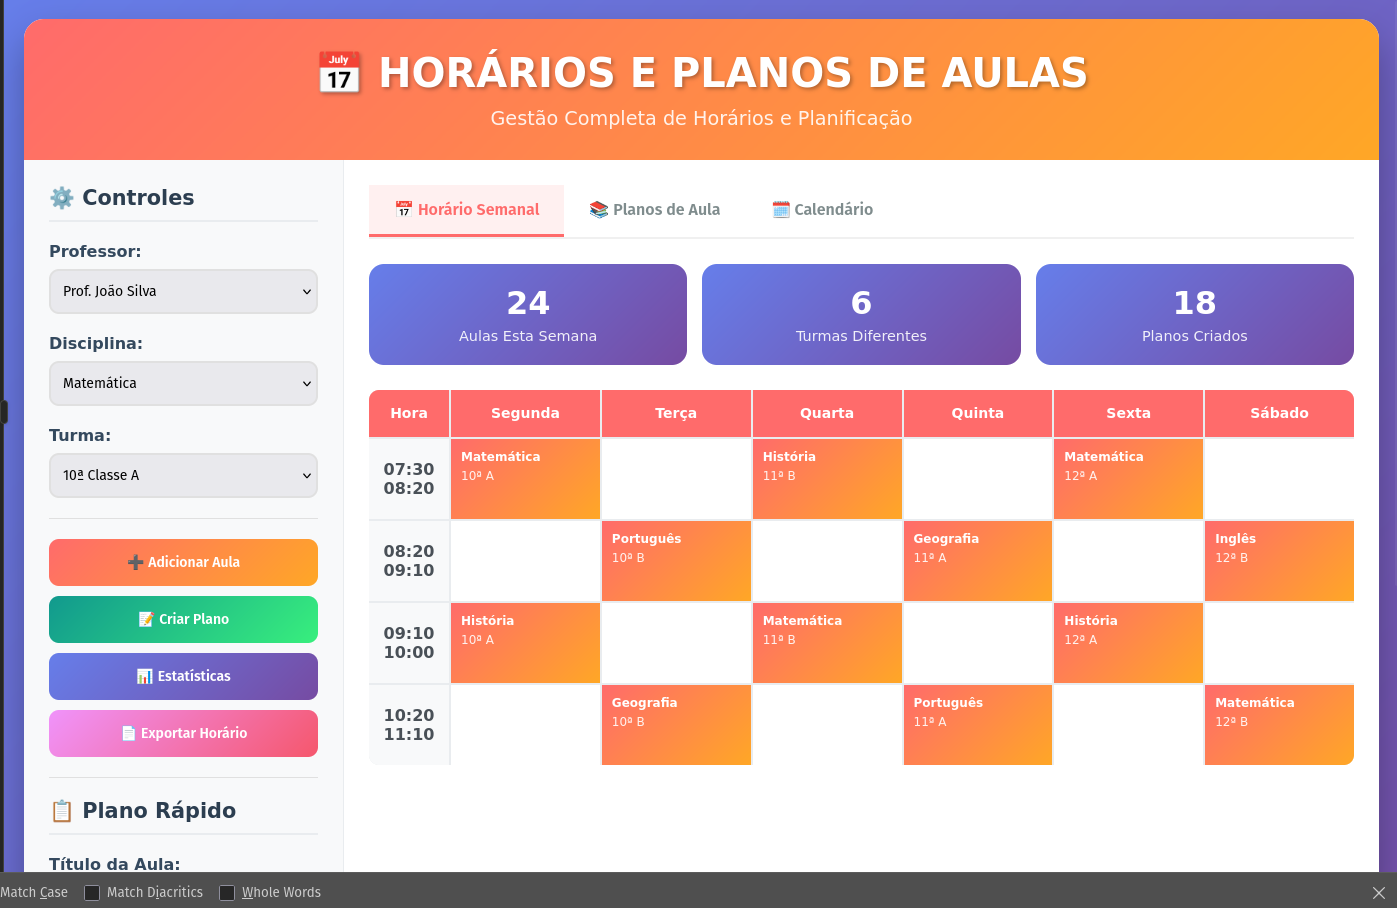 July
17
HORÁRIOS E PLANOS DE AULAS
Gestão Completa de Horários e Planificação
Controles
Professor:
Prof. João Silva
Disciplina:
Matemática
Turma:
10ª Classe A
Adicionar Aula
Criar Plano
Estatísticas
Exportar Horário
Plano Rápido
Título da Aula:
Horário Semanal
Planos de Aula
Calendário
24
Aulas Esta Semana
6
Turmas Diferentes
18
Planos Criados
Hora Segunda Terça Quarta Quinta Sexta Sábado
07:30
08:20
Matemática
10ª A
História
11ª B
Matemática
12ª A
08:20
09:10
Português
10ª B
Geografia
11ª A
Inglês
12ª B
09:10
10:00
História
10ª A
Matemática
11ª B
História
12ª A
10:20
11:10
Geografia
10ª B
Português
11ª A
Matemática
12ª B
Match Case Match Diacritics Whole Words